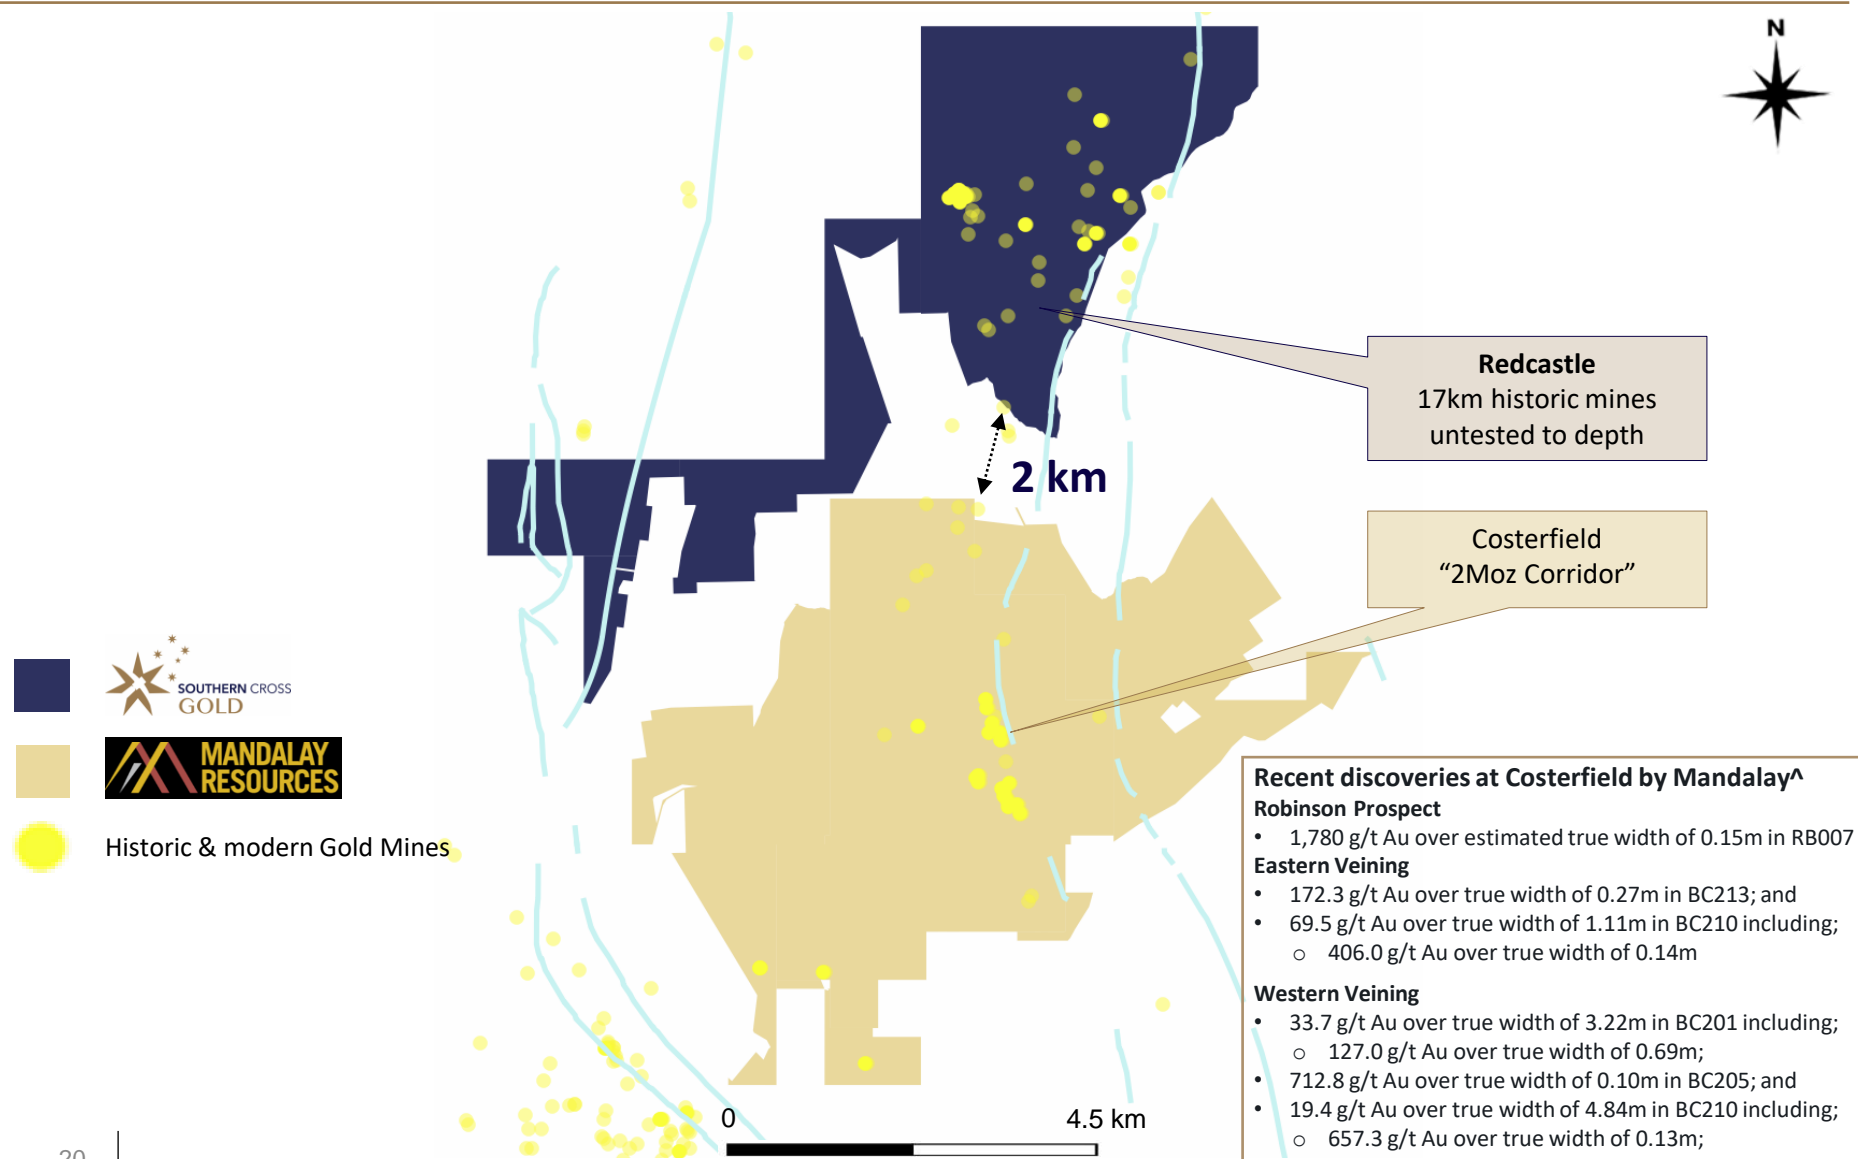 N
Redcastle
17km historic mines
untested to depth
2 km
Costerfield
“2Moz Corridor”
SOUTHERN CROSS
GOLD
MANDALAY
RESOURCES
Historic & modern Gold Mines
Recent discoveries at Costerfield by Mandalay^
Robinson Prospect
• 1,780 g/t Au over estimated true width of 0.15m in RB007
Eastern Veining
• 172.3 g/t Au over true width of 0.27m in BC213; and
• 69.5 g/t Au over true width of 1.11m in BC210 including;
o 406.0 g/t Au over true width of 0.14m
Western Veining
• 33.7 g/t Au over true width of 3.22m in BC201 including;
o 127.0 g/t Au over true width of 0.69m;
• 712.8 g/t Au over true width of 0.10m in BC205; and
• 19.4 g/t Au over true width of 4.84m in BC210 including;
o 657.3 g/t Au over true width of 0.13m;
0 4.5 km
20